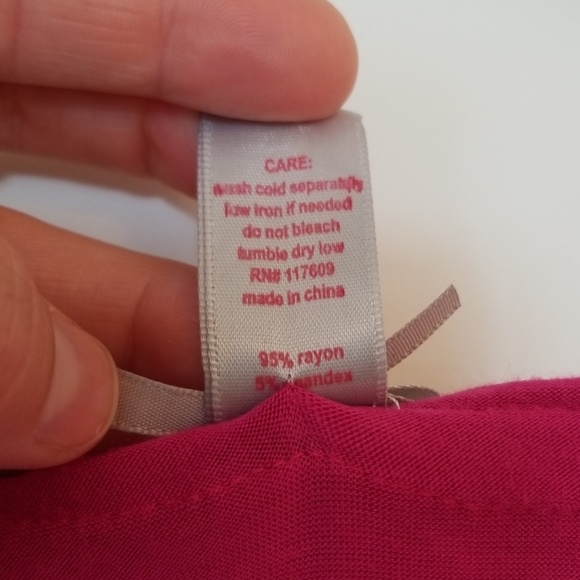 CARE:
wash cold separately
low iron if needed
do not bleach
tumble dry low
RN# 117609
made in china
95% rayon
5% spandex